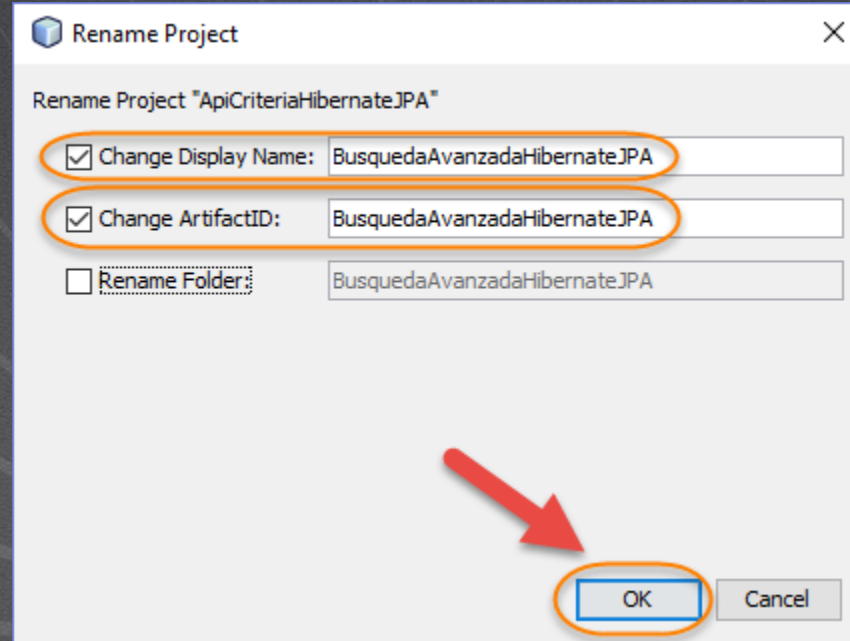 Rename Project
Rename Project "ApiCriteriaHibernateJPA"
Change Display Name: BusquedaAvanzadaHibernateJPA
Change ArtifactID: BusquedaAvanzadaHibernateJPA
Rename Folder: BusquedaAvanzadaHibernateJPA
OK Cancel